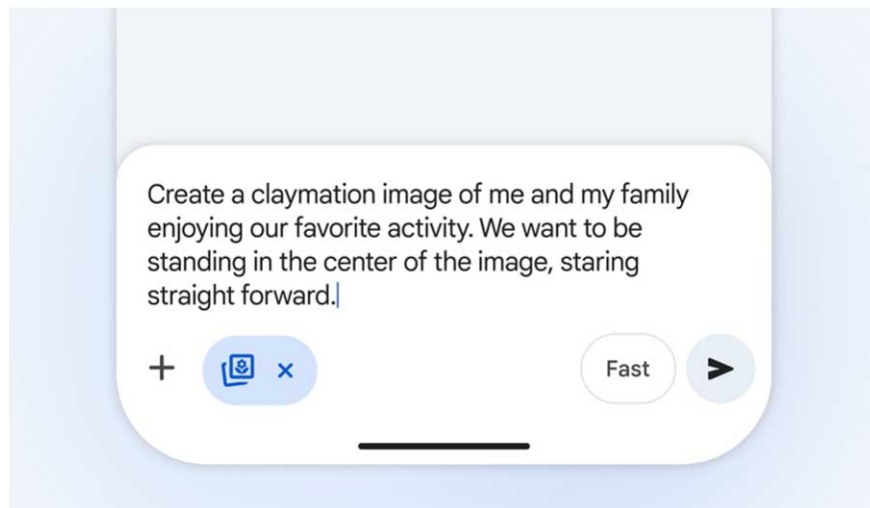 Create a claymation image of me and my family
enjoying our favorite activity. We want to be
standing in the center of the image, staring
straight forward.
Fast